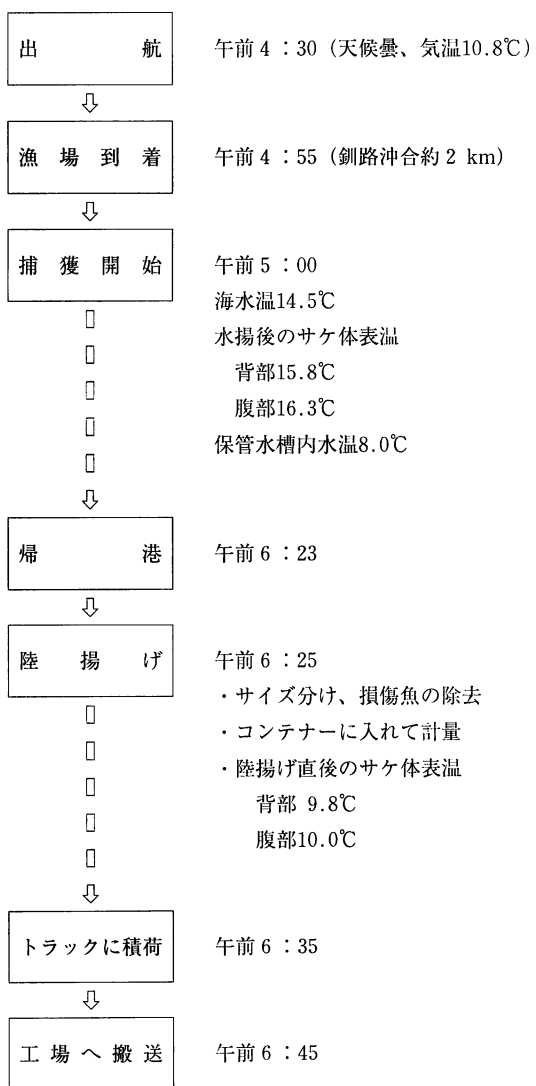 出航 午前4:30(天候曇、気温10.8℃)
漁場到着 午前4:55(釧路沖合約2 km)
捕獲開始 午前5:00
海水温14.5℃
水揚後のサケ体表温
背部15.8℃
腹部16.3℃
保管水槽内水温8.0℃
帰港 午前6:23
陸揚げ 午前6:25
・サイズ分け、損傷魚の除去
・コンテナーに入れて計量
・陸揚げ直後のサケ体表温
背部 9.8℃
腹部10.0℃
トラックに積荷 午前6:35
工場へ搬送 午前6:45